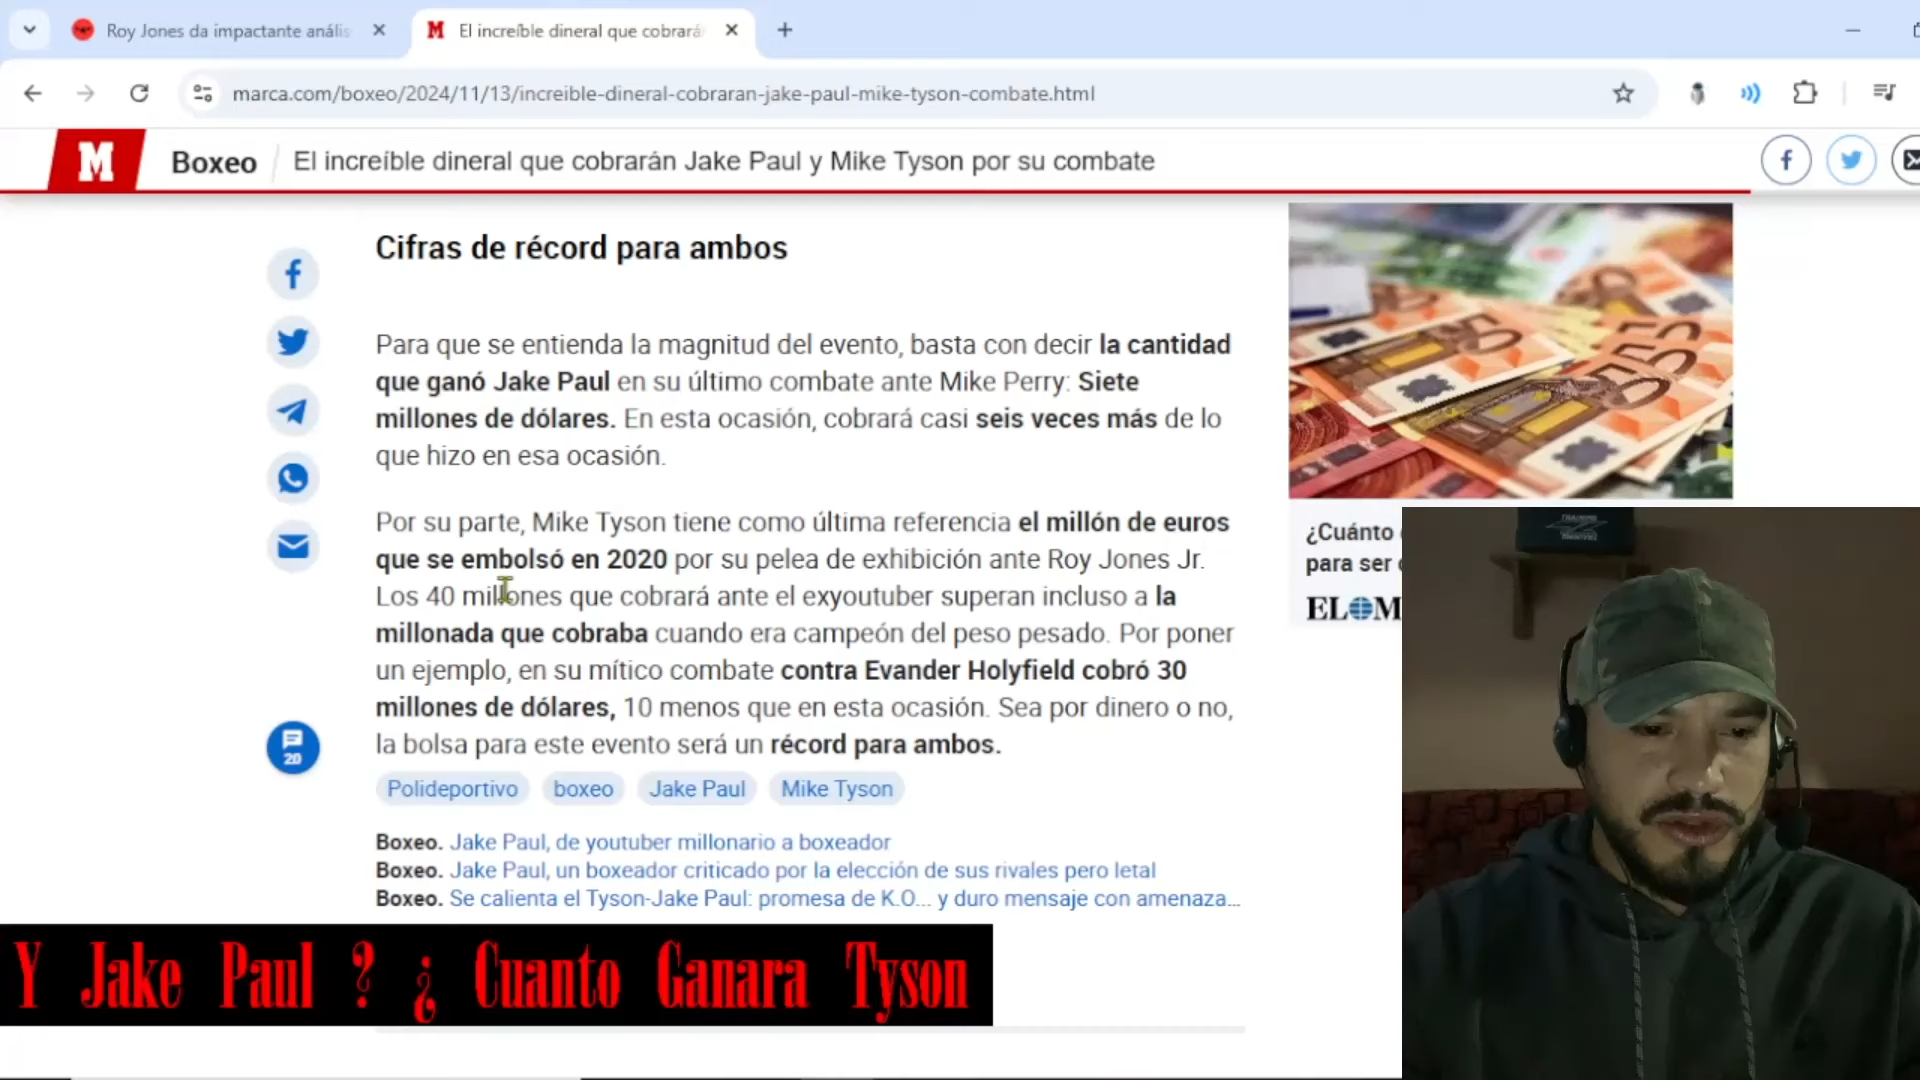 Roy Jones da impactante anális
El increíble dineral que cobrará
marca.com/boxeo/2024/11/13/increible-dineral-cobraran-jake-paul-mike-tyson-combate.html
M Boxeo El increíble dineral que cobrarán Jake Paul y Mike Tyson por su combate
Cifras de récord para ambos
Para que se entienda la magnitud del evento, basta con decir la cantidad
que ganó Jake Paul en su último combate ante Mike Perry: Siete
millones de dólares. En esta ocasión, cobrará casi seis veces más de lo
que hizo en esa ocasión.
Por su parte, Mike Tyson tiene como última referencia el millón de euros
que se embolsó en 2020 por su pelea de exhibición ante Roy Jones Jr.
Los 40 millones que cobrará ante el exyoutuber superan incluso a la
millonada que cobraba cuando era campeón del peso pesado. Por poner
un ejemplo, en su mítico combate contra Evander Holyfield cobró 30
millones de dólares, 10 menos que en esta ocasión. Sea por dinero o no,
la bolsa para este evento será un récord para ambos.
20
Polideportivo boxeo Jake Paul Mike Tyson
Boxeo. Jake Paul, de youtuber millonario a boxeador
Boxeo. Jake Paul, un boxeador criticado por la elección de sus rivales pero letal
Boxeo. Se calienta el Tyson-Jake Paul: promesa de K.O... y duro mensaje con amenaza...
¿Cuánto
para ser
EL M
Y Jake Paul ? ¿ Cuanto Ganara Tyson